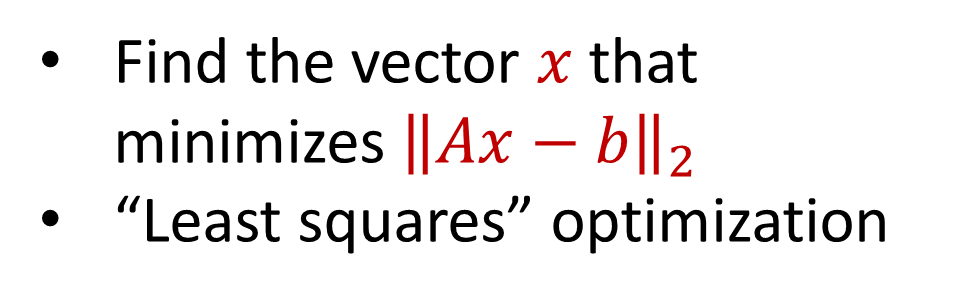 • Find the vector x that
minimizes ‖Ax − b‖₂
• “Least squares” optimization